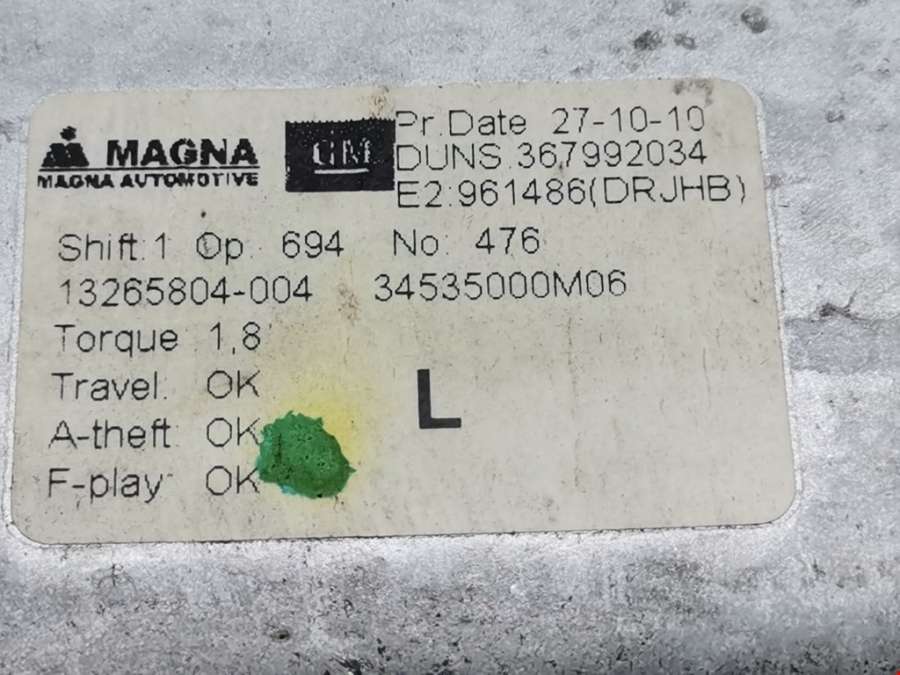 MAGNA
MAGNA AUTOMOTIVE
GM
Pr.Date 27-10-10
DUNS.367992034
E2:961486(DRJHB)
Shift:1 Op: 694 No: 476
13265804-004 34535000M06
Torque 1,8
Travel: OK
A-theft: OK
F-play: OK
L